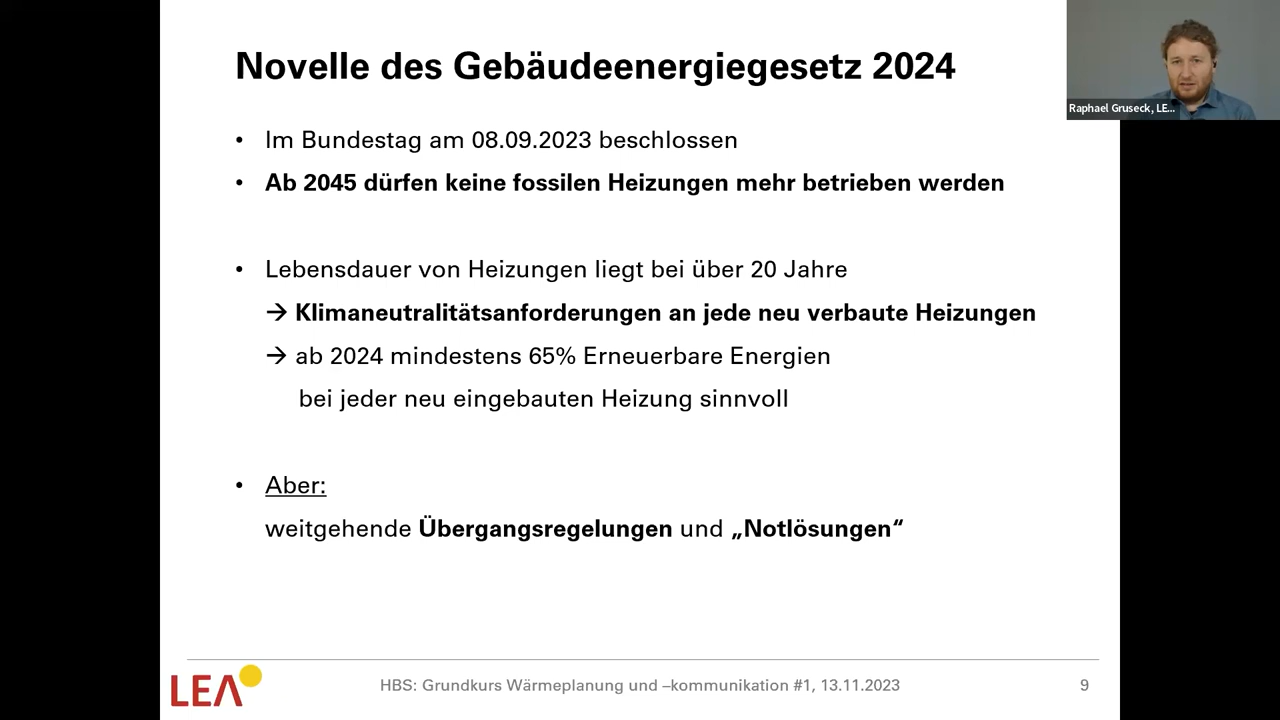 Novelle des Gebäudeenergiegesetz 2024
Raphael Gruseck, LE...
• Im Bundestag am 08.09.2023 beschlossen
• Ab 2045 dürfen keine fossilen Heizungen mehr betrieben werden
• Lebensdauer von Heizungen liegt bei über 20 Jahre
→ Klimaneutralitätsanforderungen an jede neu verbaute Heizungen
→ ab 2024 mindestens 65% Erneuerbare Energien
bei jeder neu eingebauten Heizung sinnvoll
• Aber:
weitgehende Übergangsregelungen und „Notlösungen“
LEA
HBS: Grundkurs Wärmeplanung und –kommunikation #1, 13.11.2023
9